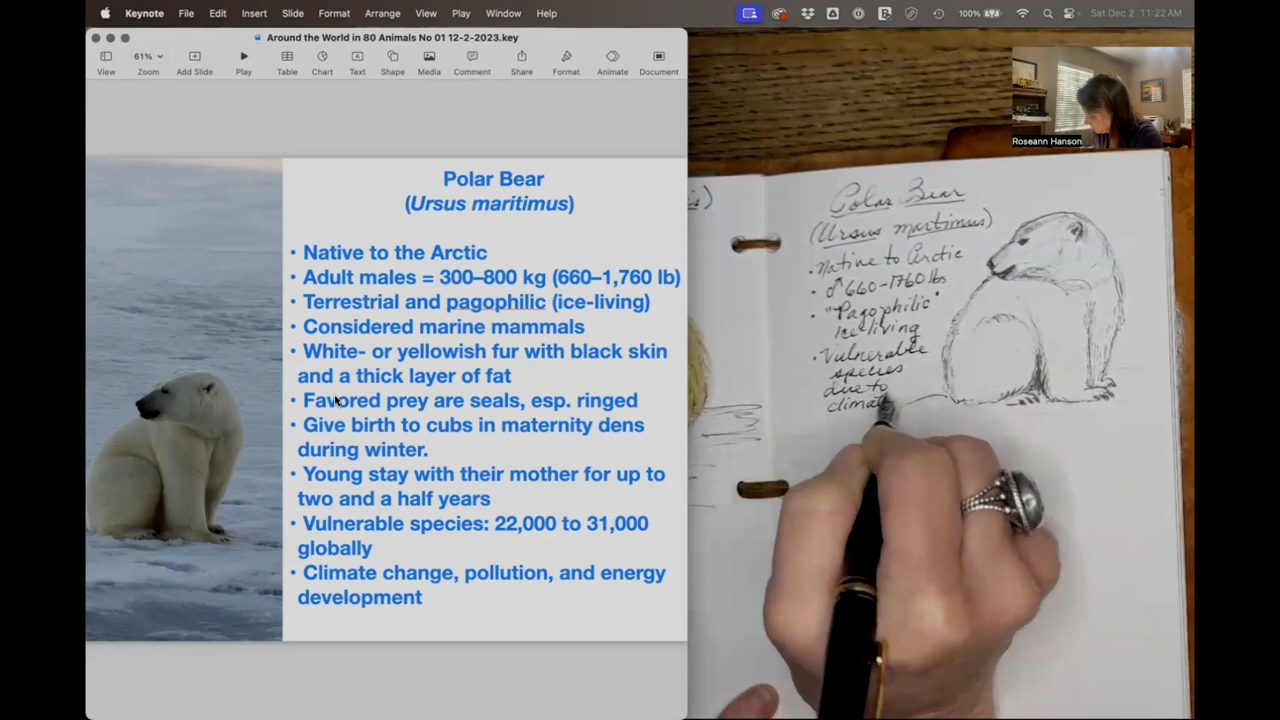 Keynote File Edit Insert Slide Format Arrange View Play Window Help 100% Sat Dec 2 11:22 AM
Around the World in 80 Animals No 01 12-2-2023.key
61%
View Zoom Add Slide Play Table Chart Text Shape Media Comment Share Format Animate Document
Roseann Hanson
Polar Bear
(Ursus maritimus)
• Native to the Arctic
• Adult males = 300–800 kg (660–1,760 lb)
• Terrestrial and pagophilic (ice-living)
• Considered marine mammals
• White- or yellowish fur with black skin
and a thick layer of fat
• Favored prey are seals, esp. ringed
• Give birth to cubs in maternity dens
during winter.
• Young stay with their mother for up to
two and a half years
• Vulnerable species: 22,000 to 31,000
globally
• Climate change, pollution, and energy
development
Polar Bear
(Ursus maritimus)
• Native to Arctic
• ♂ 660-1760 lbs
• "Pagophilic"
Ice-living
• Vulnerable
species
due to
climat